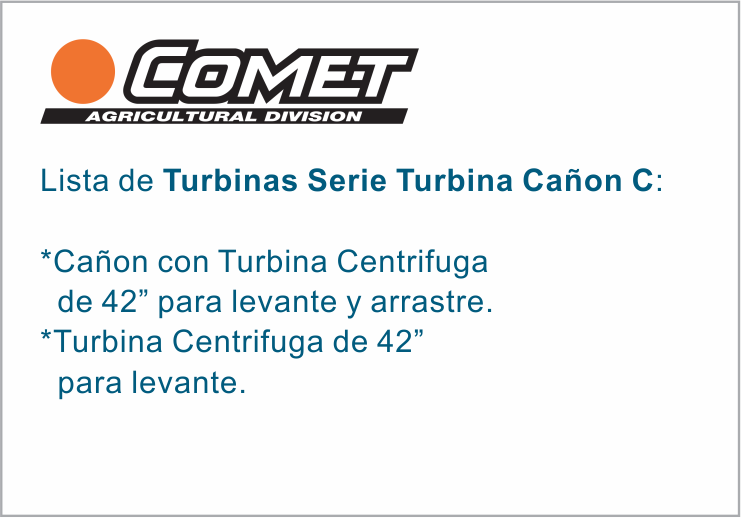 COMET
AGRICULTURAL DIVISION
Lista de Turbinas Serie Turbina Cañon C:
*Cañon con Turbina Centrifuga
de 42” para levante y arrastre.
*Turbina Centrifuga de 42”
para levante.